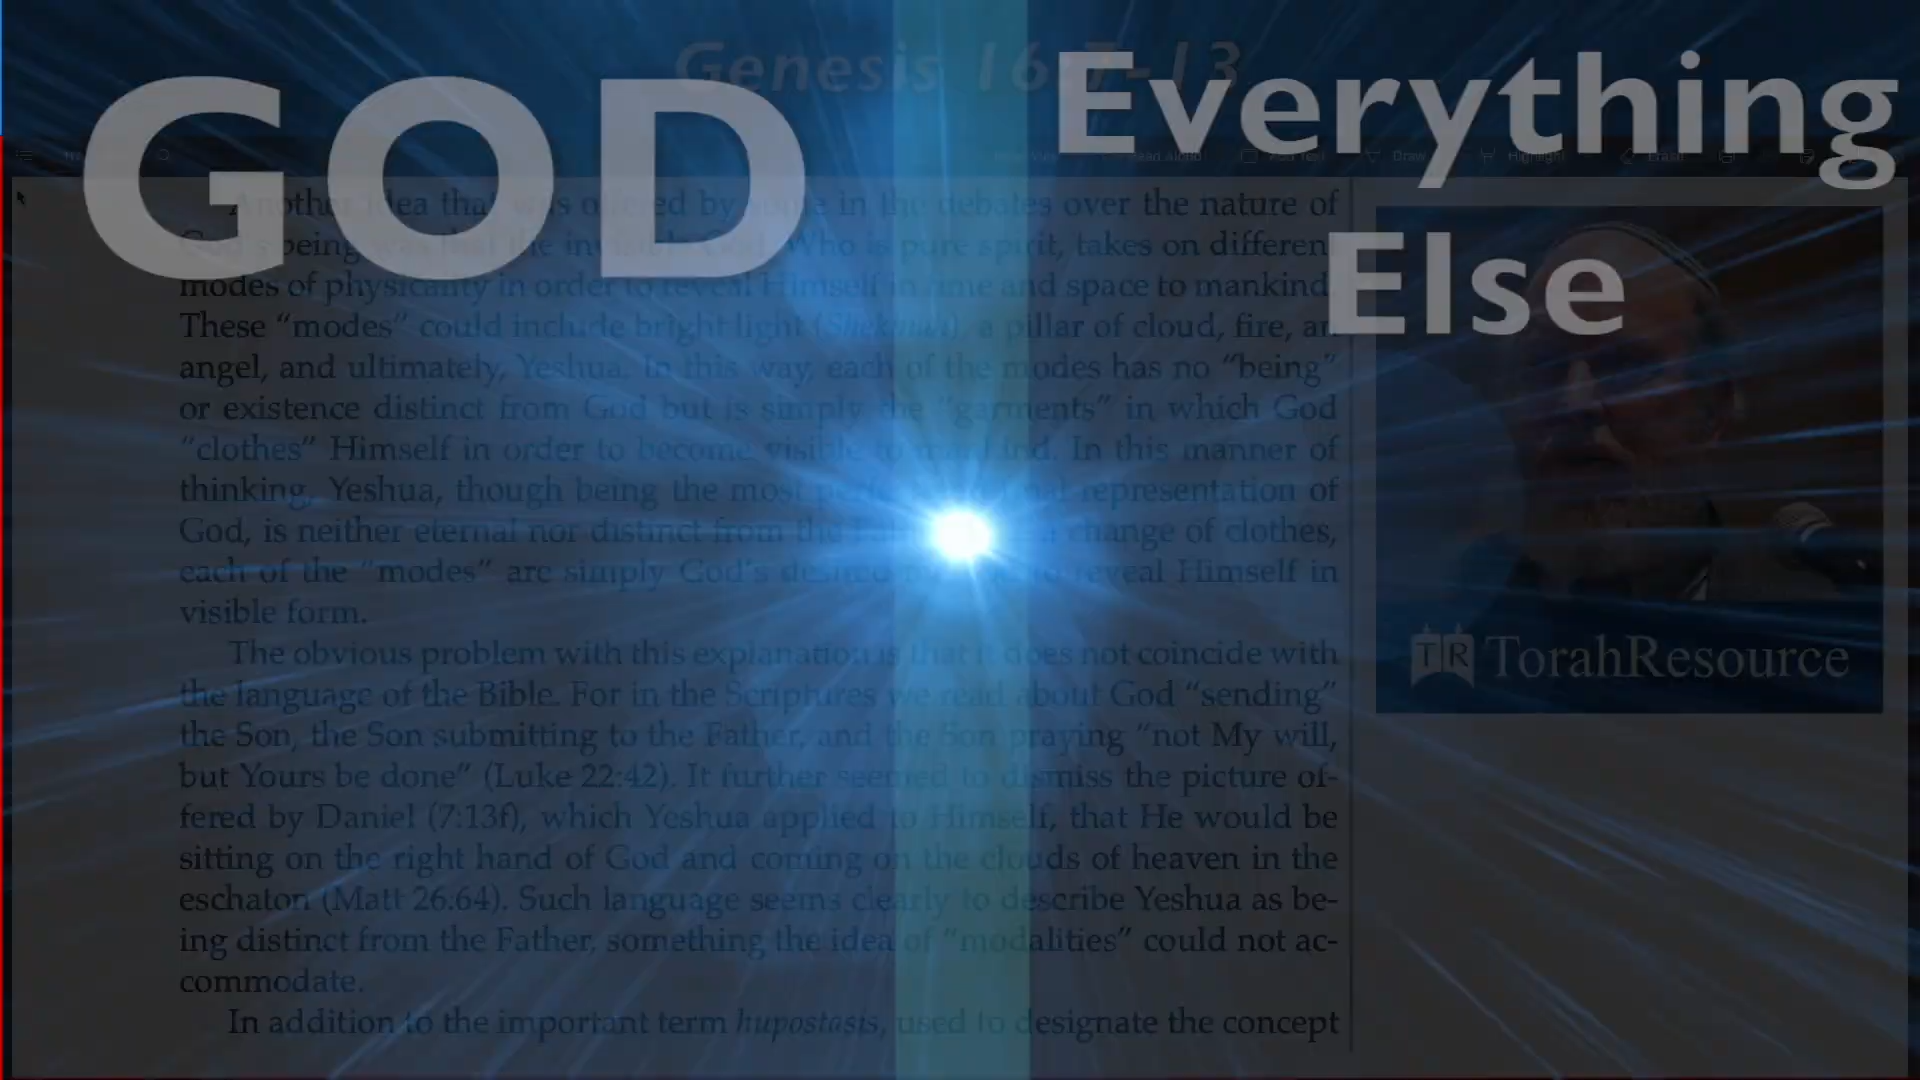 Genesis 16:7-13
GOD
Everything
Else
Read Aloud
Add Text
Draw
Highlight
Erase
Another idea that was offered by some in the debates over the nature of
God's being was that the invisible God, Who is pure spirit, takes on different
modes of physicality in order to reveal Himself in time and space to mankind.
These “modes” could include bright light (Shekinah), a pillar of cloud, fire, an
angel, and ultimately, Yeshua. In this way, each of the modes has no “being”
or existence distinct from God but is simply the “garments” in which God
“clothes” Himself in order to become visible to mankind. In this manner of
thinking, Yeshua, though being the most representation of
God, is neither eternal nor distinct from the change of clothes,
each of the “modes” are simply God's desired to reveal Himself in
visible form.
The obvious problem with this explanation is that it does not coincide with
the language of the Bible. For in the Scriptures we read about God “sending”
the Son, the Son submitting to the Father, and the Son praying “not My will,
but Yours be done” (Luke 22:42). It further seemed to dismiss the picture of-
fered by Daniel (7:13f), which Yeshua applied to Himself, that He would be
sitting on the right hand of God and coming on the clouds of heaven in the
eschaton (Matt 26:64). Such language seems clearly to describe Yeshua as be-
ing distinct from the Father, something the idea of “modalities” could not ac-
commodate.
In addition to the important term hupostasis, used to designate the concept
TR TorahResource